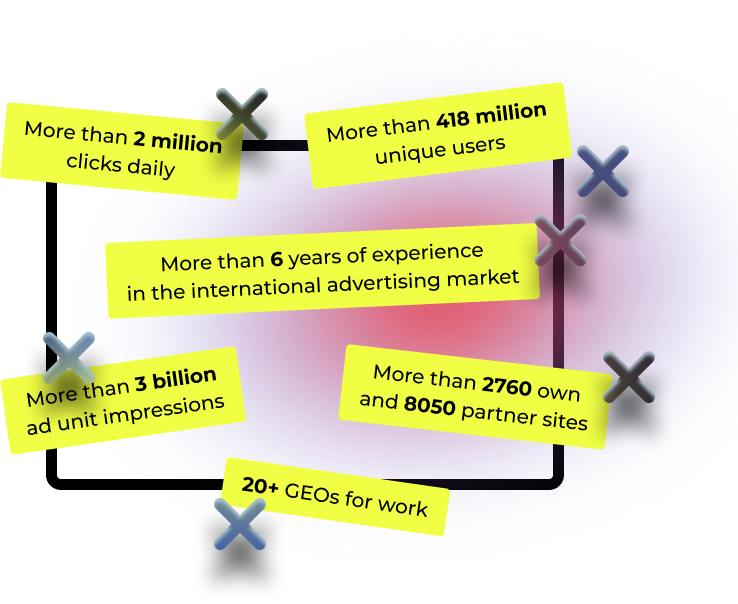 More than 2 million
clicks daily
More than 418 million
unique users
More than 6 years of experience
in the international advertising market
More than 3 billion
ad unit impressions
More than 2760 own
and 8050 partner sites
20+ GEOs for work